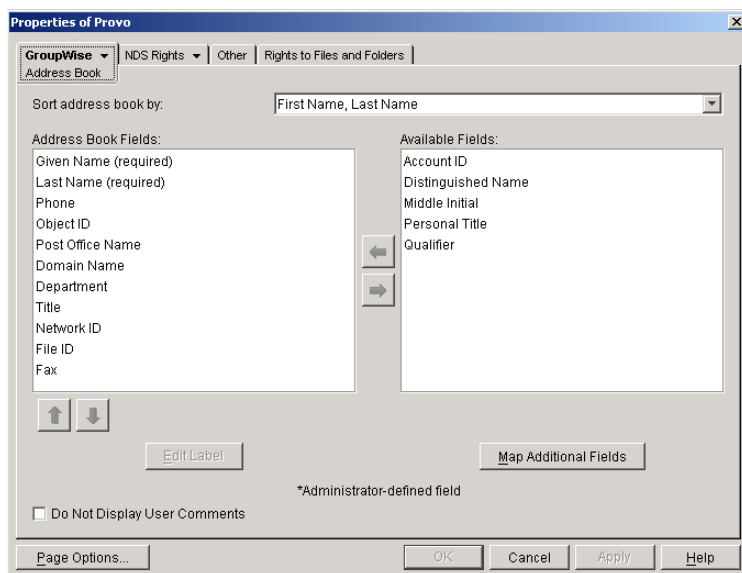 Properties of Provo
GroupWise
NDS Rights
Other
Rights to Files and Folders
Address Book
Sort address book by:
First Name, Last Name
Address Book Fields:
Given Name (required)
Last Name (required)
Phone
Object ID
Post Office Name
Domain Name
Department
Title
Network ID
File ID
Fax
Available Fields:
Account ID
Distinguished Name
Middle Initial
Personal Title
Qualifier
Edit Label
Map Additional Fields
*Administrator-defined field
Do Not Display User Comments
Page Options...
OK
Cancel
Apply
Help